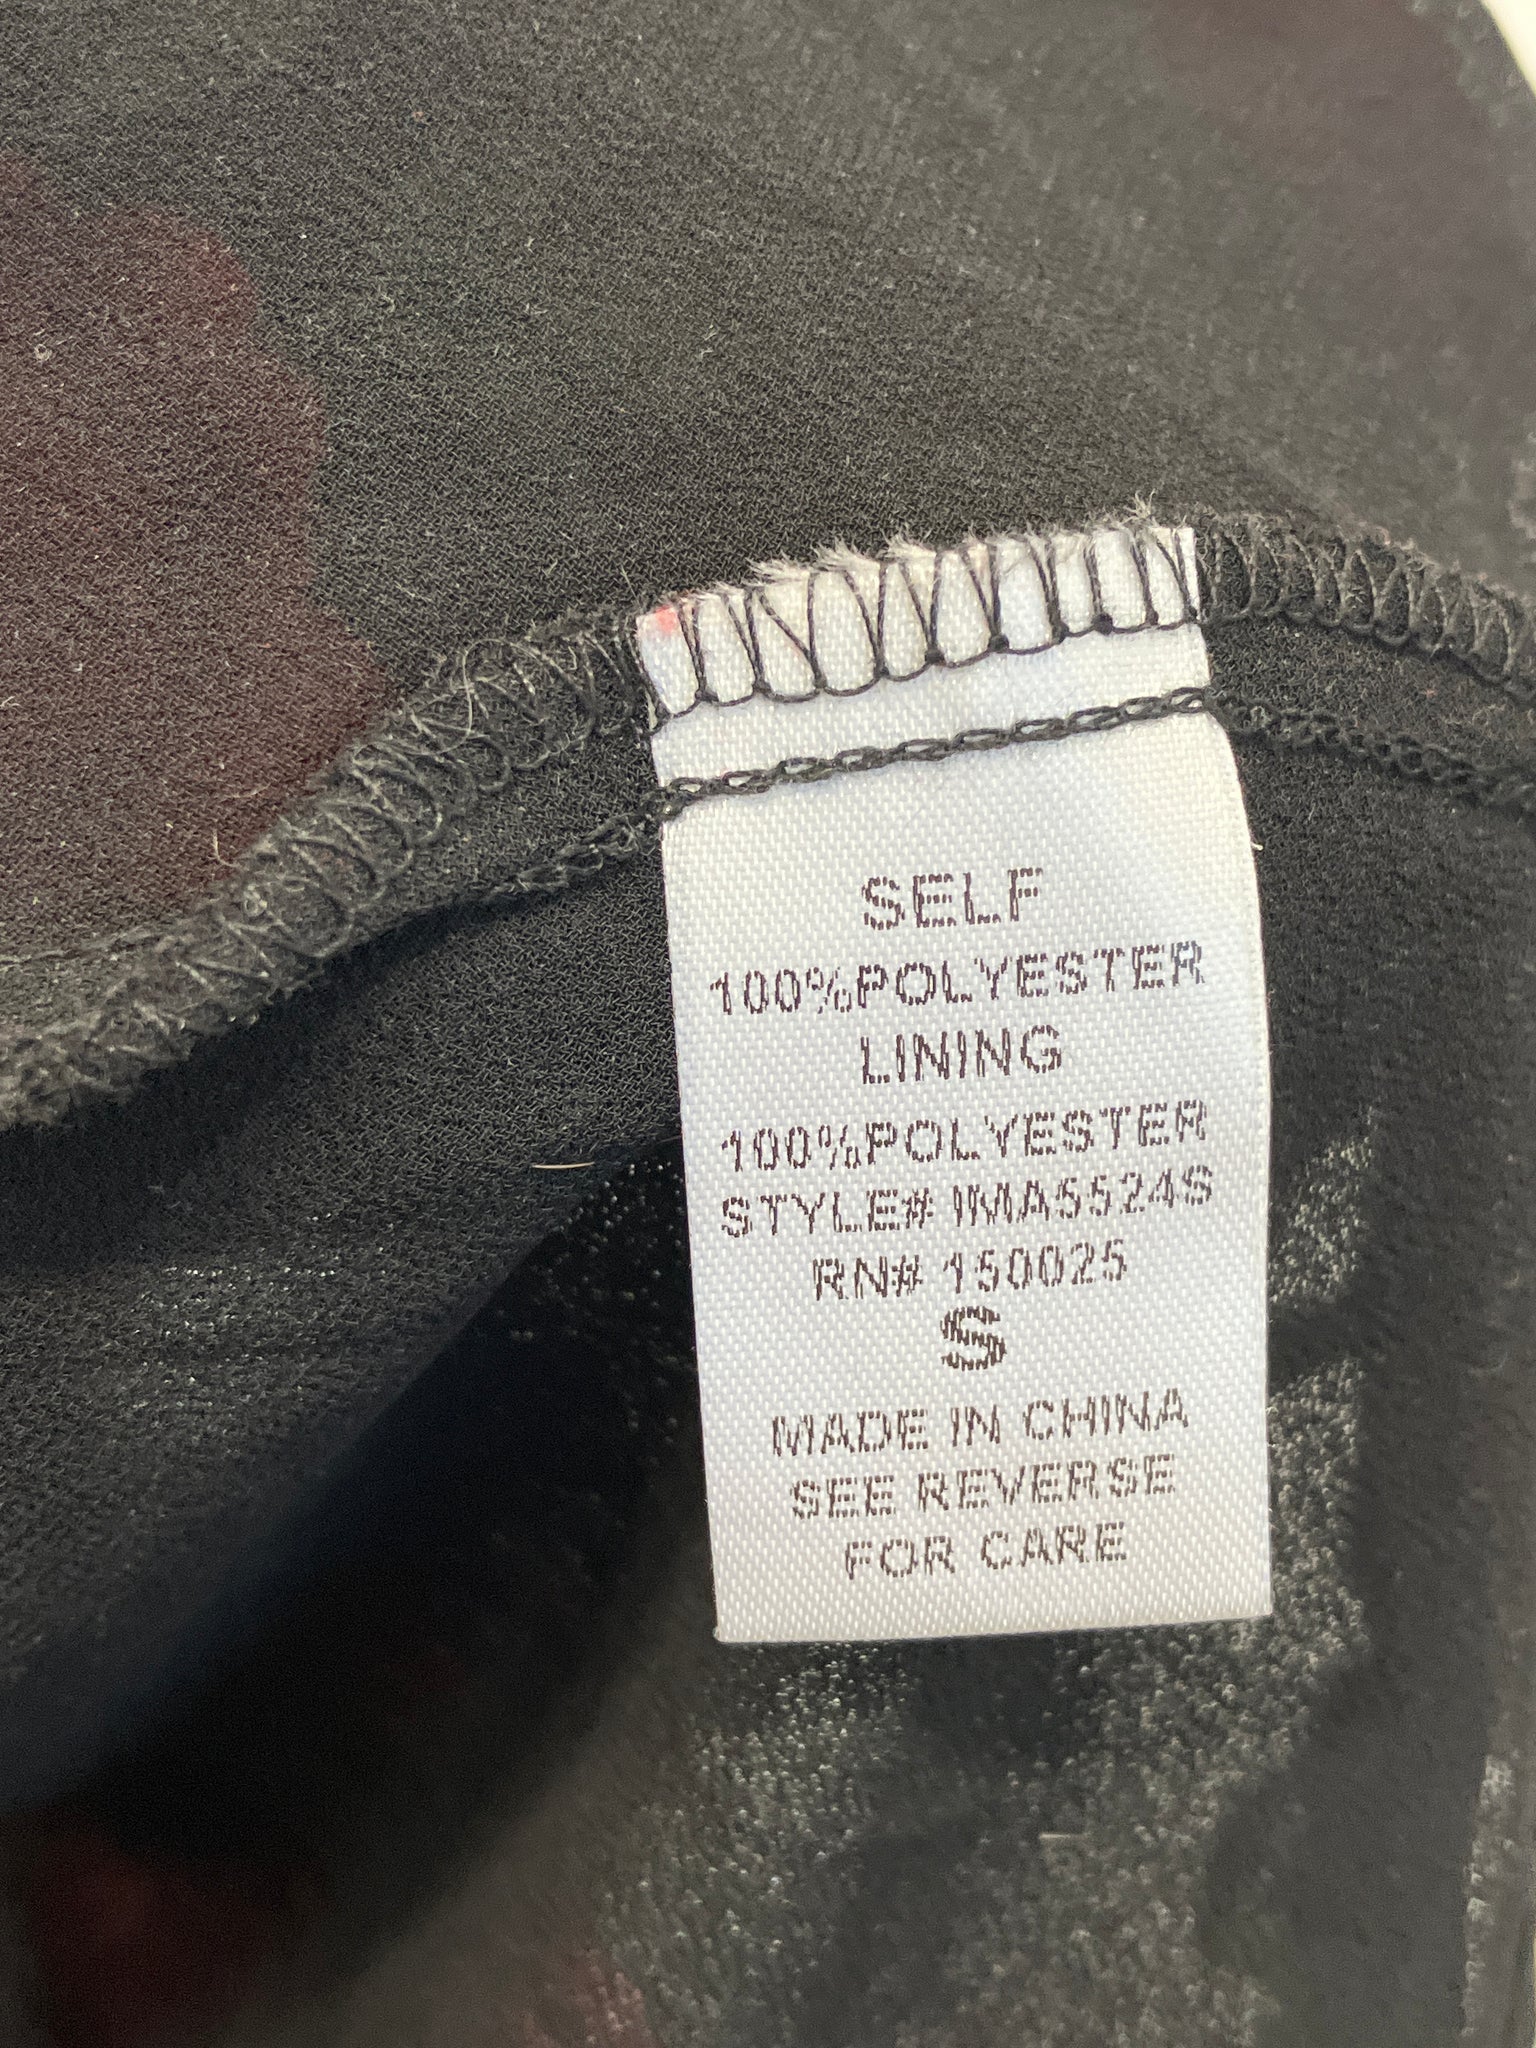 SELF
100%POLYESTER
LINING
100%POLYESTER
STYLE# IMA5524S
RN# 150025
S
MADE IN CHINA
SEE REVERSE
FOR CARE